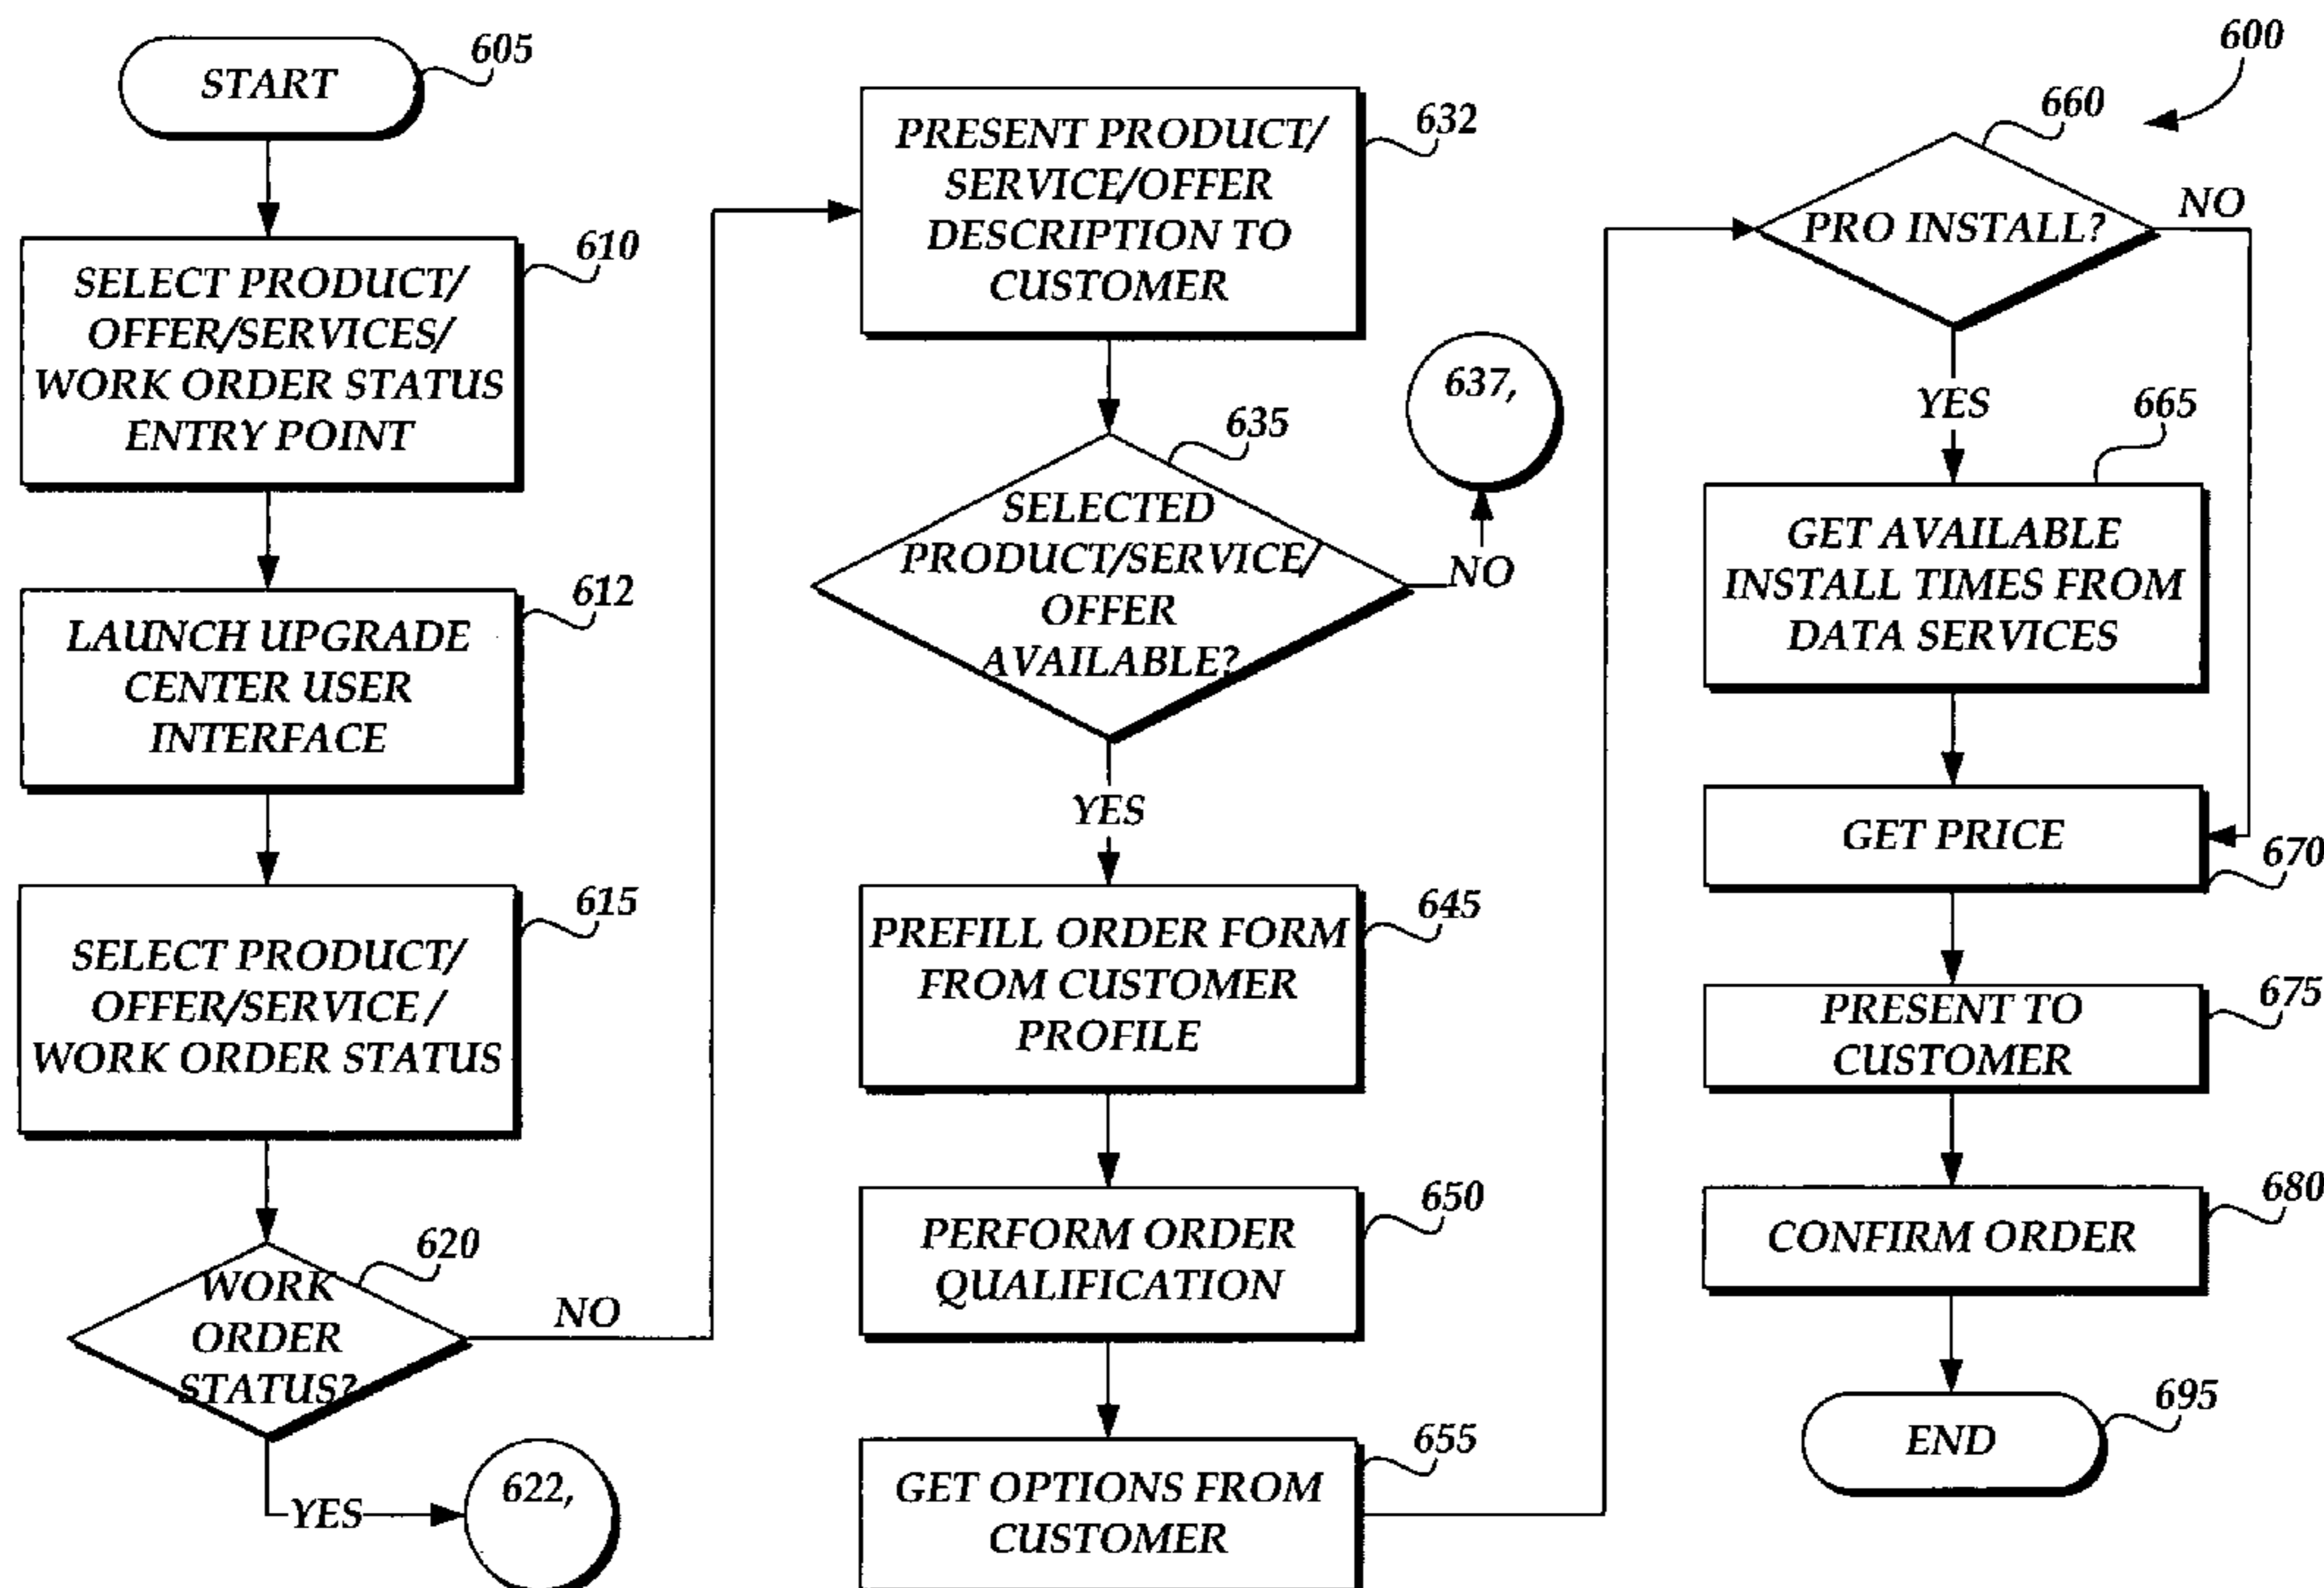 START
605
SELECT PRODUCT/
OFFER/SERVICES/
WORK ORDER STATUS
ENTRY POINT
610
LAUNCH UPGRADE
CENTER USER
INTERFACE
612
SELECT PRODUCT/
OFFER/SERVICE /
WORK ORDER STATUS
615
WORK
ORDER
STATUS?
620
NO
YES
622,
PRESENT PRODUCT/
SERVICE/OFFER
DESCRIPTION TO
CUSTOMER
632
SELECTED
PRODUCT/SERVICE/
OFFER
AVAILABLE?
635
NO
637,
YES
PREFILL ORDER FORM
FROM CUSTOMER
PROFILE
645
PERFORM ORDER
QUALIFICATION
650
GET OPTIONS FROM
CUSTOMER
655
600
PRO INSTALL?
660
NO
YES
GET AVAILABLE
INSTALL TIMES FROM
DATA SERVICES
665
GET PRICE
670
PRESENT TO
CUSTOMER
675
CONFIRM ORDER
680
END
695